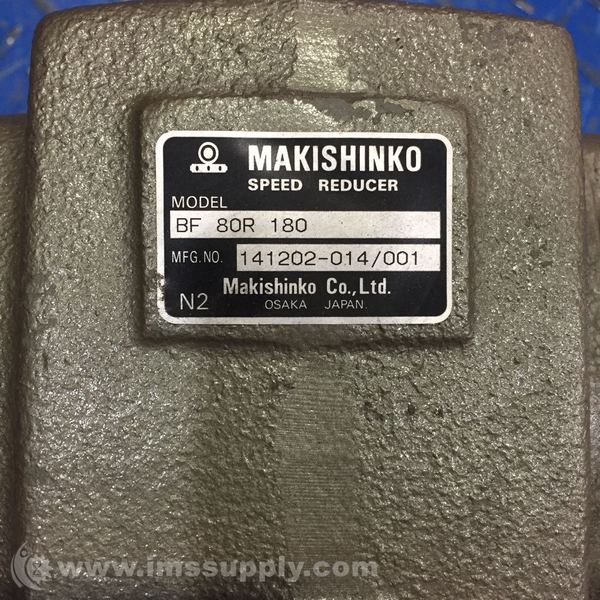 MAKISHINKO
SPEED REDUCER
MODEL
BF 80R 180
MFG.NO. 141202-014/001
N2
Makishinko Co.,Ltd.
OSAKA JAPAN.
© www.imssupply.com